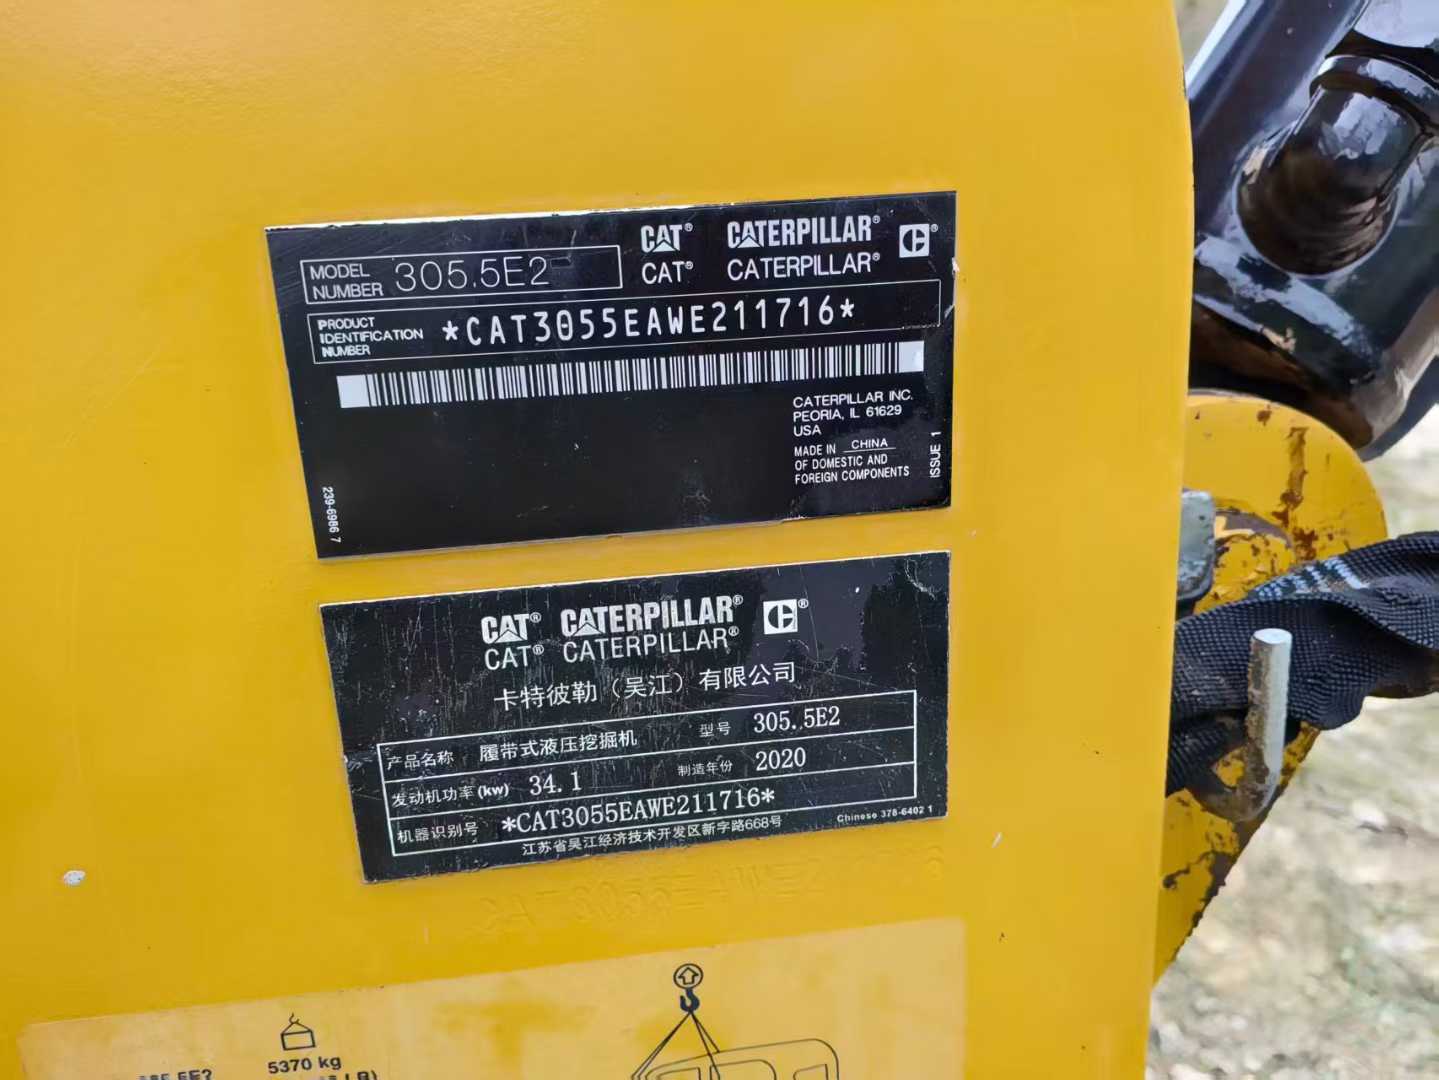 CAT® CATERPILLAR®
CAT® CATERPILLAR®
MODEL NUMBER 305.5E2
PRODUCT IDENTIFICATION NUMBER *CAT3055EAWE211716*
CATERPILLAR INC.
PEORIA, IL 61629
USA
MADE IN CHINA
OF DOMESTIC AND
FOREIGN COMPONENTS
ISSUE 1
239-6986 7
CAT® CATERPILLAR®
CAT® CATERPILLAR®
卡特彼勒（吴江）有限公司
产品名称 履带式液压挖掘机 型号 305.5E2
发动机功率(kw) 34.1 制造年份 2020
机器识别号 *CAT3055EAWE211716*
江苏省吴江经济技术开发区新字路668号
Chinese 378-6402 1
5370 kg